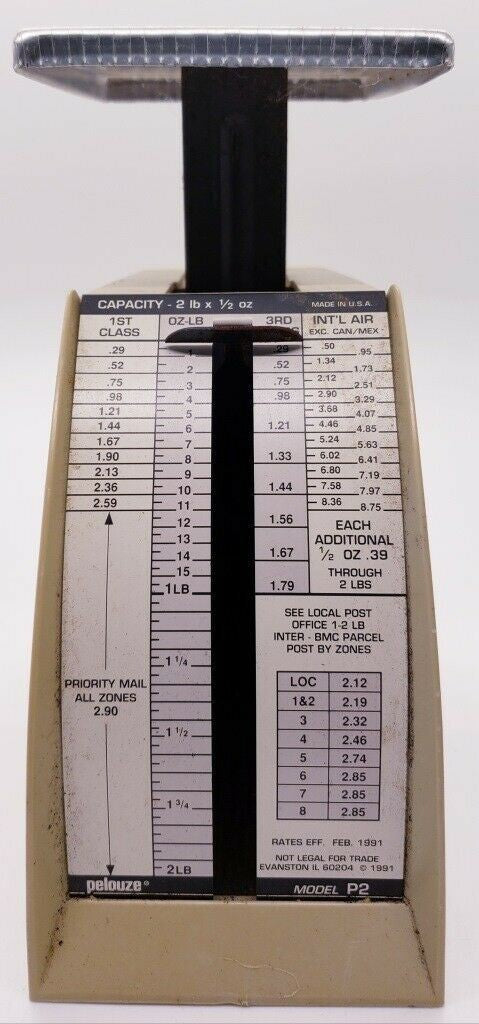 CAPACITY - 2 lb x 1/2 oz MADE IN U.S.A.
1ST CLASS
OZ-LB
3RD
INT'L AIR
EXC. CAN/MEX
.29
.52
.75
.98
1.21
1.44
1.67
1.90
2.13
2.36
2.59
PRIORITY MAIL
ALL ZONES
2.90
1
2
3
4
5
6
7
8
9
10
11
12
13
14
15
1 LB
1 1/4
1 1/2
1 3/4
2 LB
.29
.52
.75
.98
1.21
1.33
1.44
1.56
1.67
1.79
.50 .95
1.34 1.73
2.12 2.51
2.90 3.29
3.68 4.07
4.46 4.85
5.24 5.63
6.02 6.41
6.80 7.19
7.58 7.97
8.36 8.75
EACH
ADDITIONAL
1/2 OZ .39
THROUGH
2 LBS
SEE LOCAL POST
OFFICE 1-2 LB
INTER - BMC PARCEL
POST BY ZONES
LOC 2.12
1&2 2.19
3 2.32
4 2.46
5 2.74
6 2.85
7 2.85
8 2.85
RATES EFF. FEB. 1991
NOT LEGAL FOR TRADE
EVANSTON IL 60204 © 1991
pelouze® MODEL P2